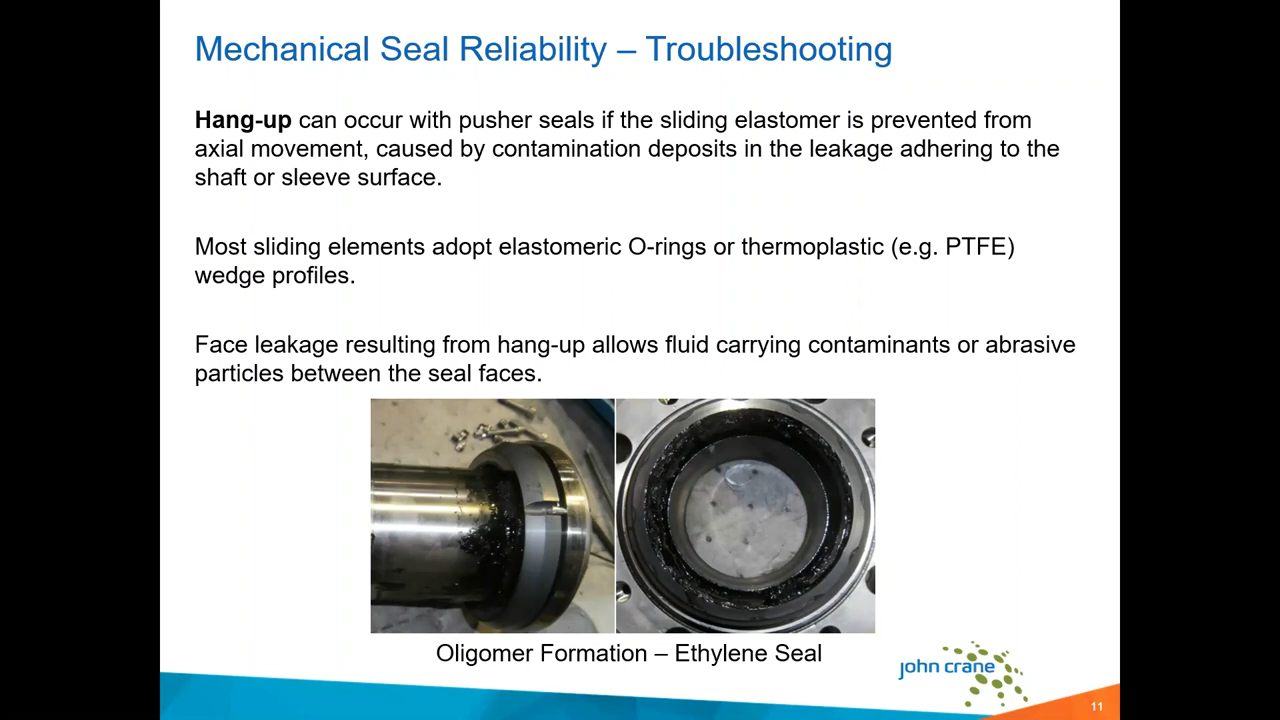 Mechanical Seal Reliability – Troubleshooting
Hang-up can occur with pusher seals if the sliding elastomer is prevented from
axial movement, caused by contamination deposits in the leakage adhering to the
shaft or sleeve surface.
Most sliding elements adopt elastomeric O-rings or thermoplastic (e.g. PTFE)
wedge profiles.
Face leakage resulting from hang-up allows fluid carrying contaminants or abrasive
particles between the seal faces.
Oligomer Formation – Ethylene Seal
john crane
11